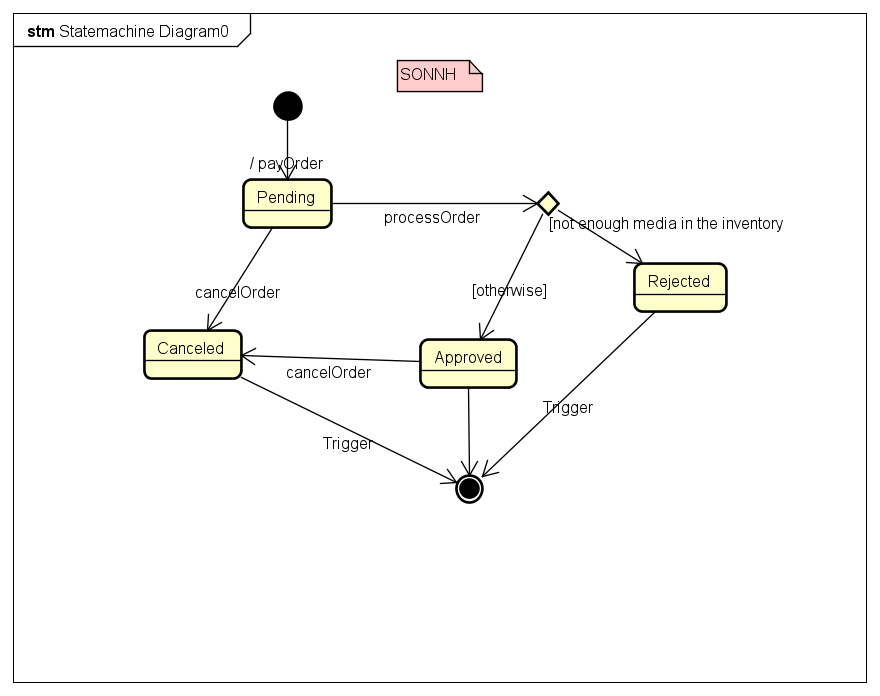 stm Statemachine Diagram0
SONNH
/ payOrder
Pending
processOrder
[not enough media in the inventory
cancelOrder
[otherwise]
Rejected
Canceled
Approved
cancelOrder
Trigger
Trigger